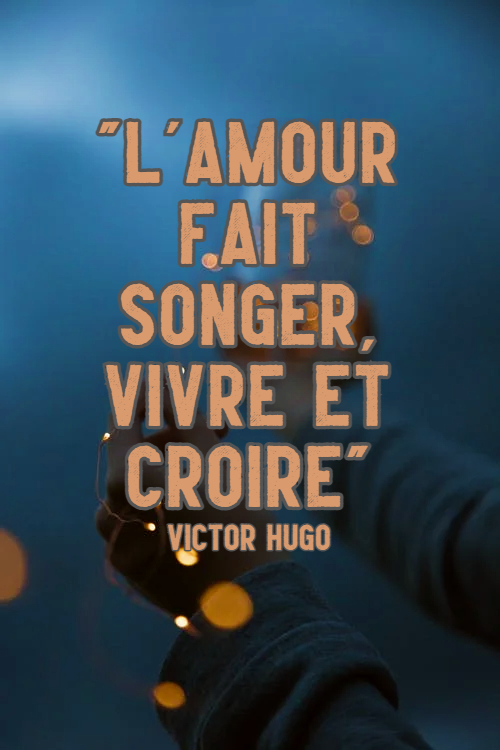 "L'AMOUR
FAIT
SONGER,
VIVRE ET
CROIRE"
VICTOR HUGO